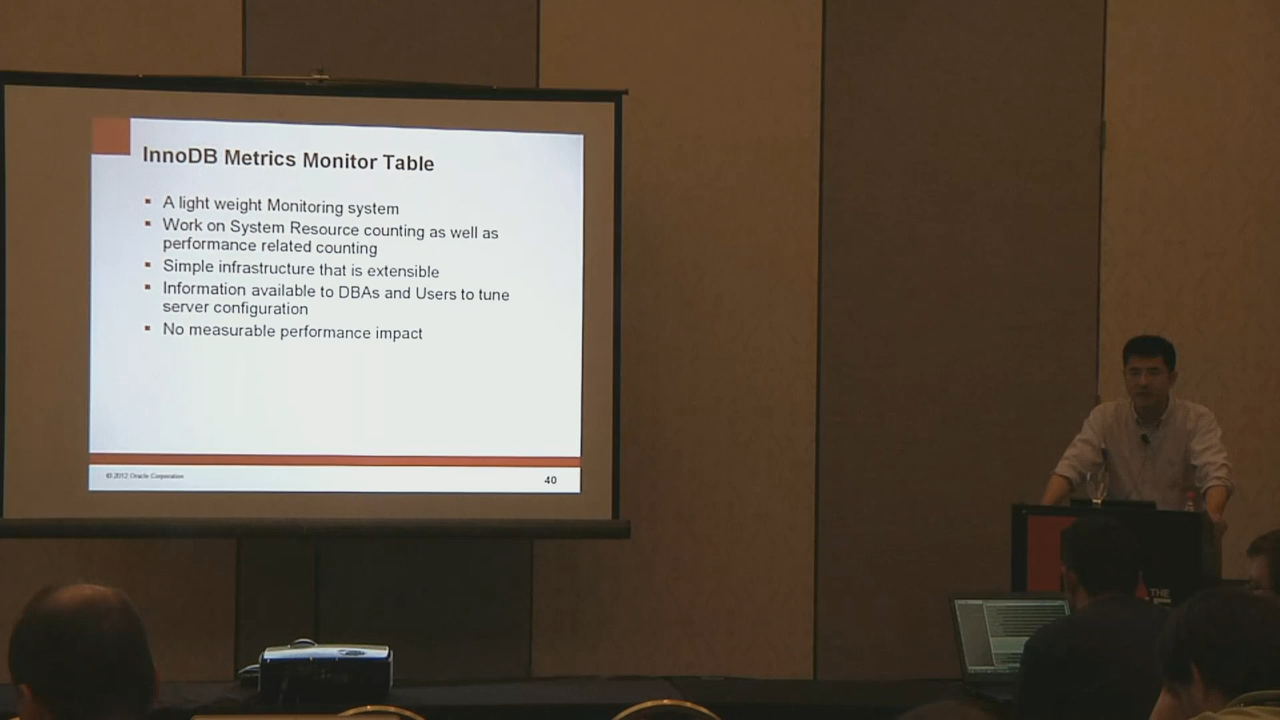 InnoDB Metrics Monitor Table
▪ A light weight Monitoring system
▪ Work on System Resource counting as well as
performance related counting
▪ Simple infrastructure that is extensible
▪ Information available to DBAs and Users to tune
server configuration
▪ No measurable performance impact
© 2012 Oracle Corporation
40
THE